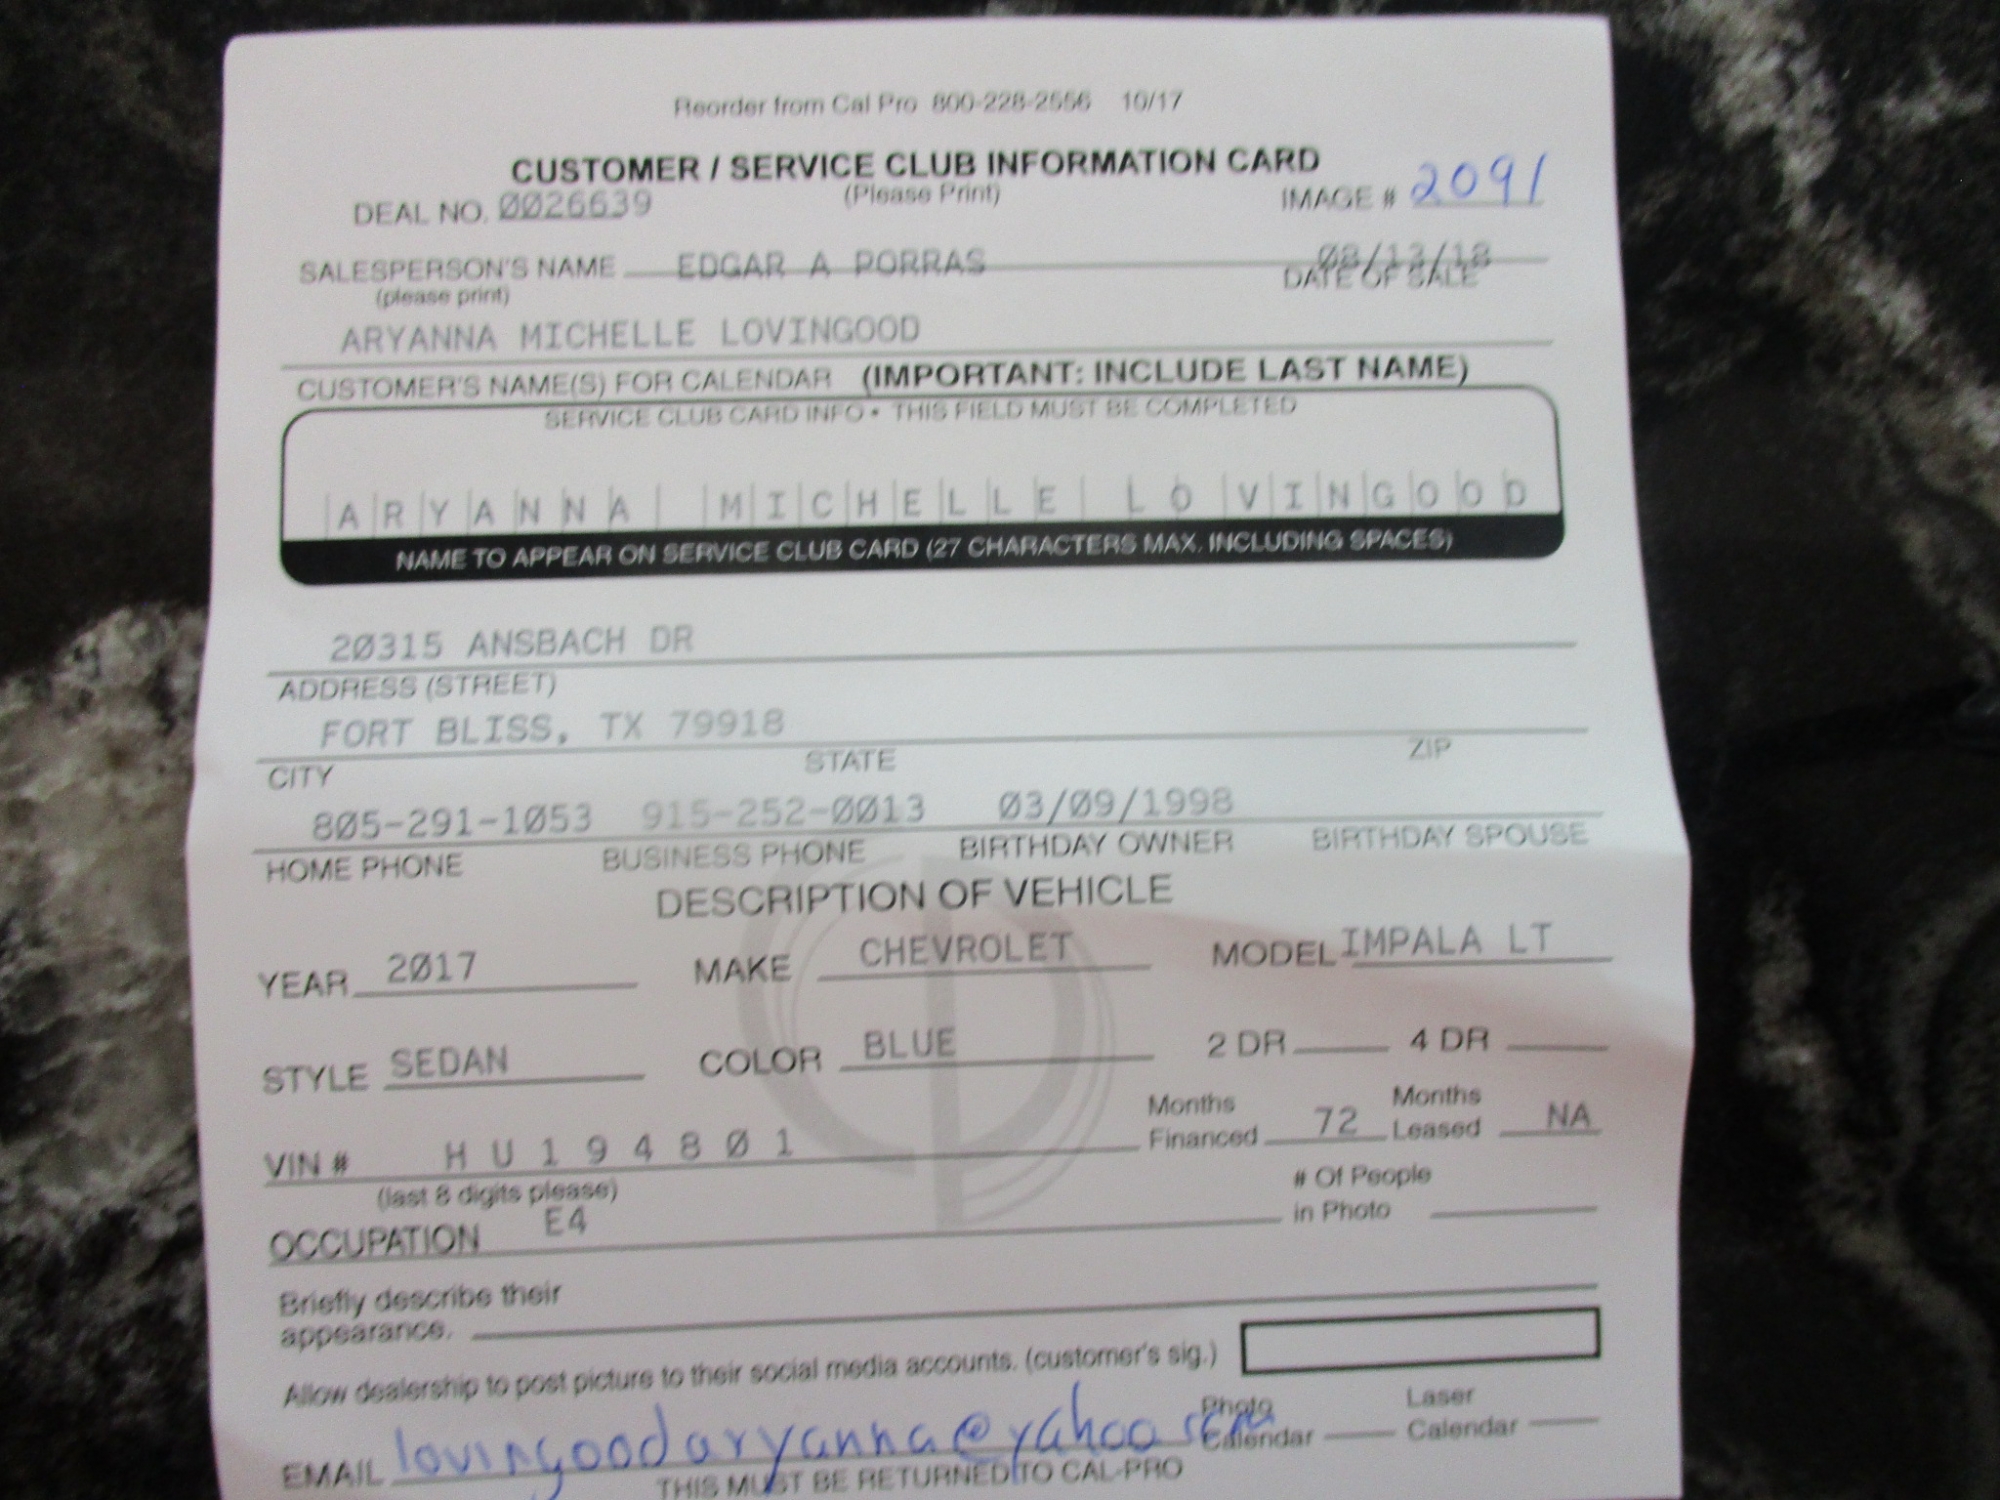 Reorder from Cal Pro 800-228-2556 10/17
CUSTOMER / SERVICE CLUB INFORMATION CARD
(Please Print)
DEAL NO. 0026639
IMAGE # 2091
SALESPERSON'S NAME EDGAR A PORRAS 08/13/18
(please print) DATE OF SALE
ARYANNA MICHELLE LOVINGOOD
CUSTOMER'S NAME(S) FOR CALENDAR (IMPORTANT: INCLUDE LAST NAME)
SERVICE CLUB CARD INFO • THIS FIELD MUST BE COMPLETED
ARYANNA MICHELLE LOVINGOOD
NAME TO APPEAR ON SERVICE CLUB CARD (27 CHARACTERS MAX. INCLUDING SPACES)
20315 ANSBACH DR
ADDRESS (STREET)
FORT BLISS, TX 79918
CITY STATE ZIP
805-291-1053 915-252-0013 03/09/1998
HOME PHONE BUSINESS PHONE BIRTHDAY OWNER BIRTHDAY SPOUSE
DESCRIPTION OF VEHICLE
YEAR 2017 MAKE CHEVROLET MODEL IMPALA LT
STYLE SEDAN COLOR BLUE 2 DR 4 DR
VIN # H U 1 9 4 8 0 1 Months Financed 72 Months Leased NA
(last 8 digits please)
OCCUPATION E4 # Of People in Photo
Briefly describe their
appearance.
Allow dealership to post picture to their social media accounts. (customer's sig.)
EMAIL lovingoodaryanna@yahoo.com Photo Calendar Laser Calendar
THIS MUST BE RETURNED TO CAL-PRO